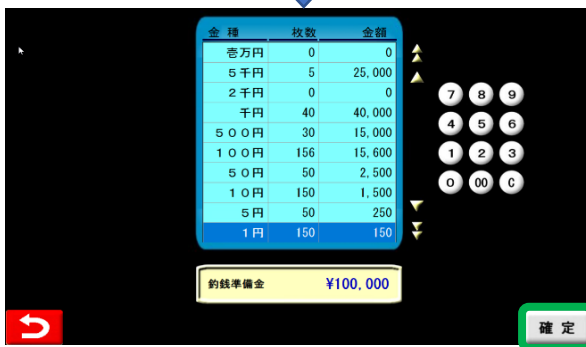 金 種 枚数 金額
壱万円 0 0
５千円 5 25,000
２千円 0 0
千円 40 40,000
５００円 30 15,000
１００円 156 15,600
５０円 50 2,500
１０円 150 1,500
５円 50 250
１円 150 150
7 8 9
4 5 6
1 2 3
0 00 C
釣銭準備金 ¥100,000
確 定